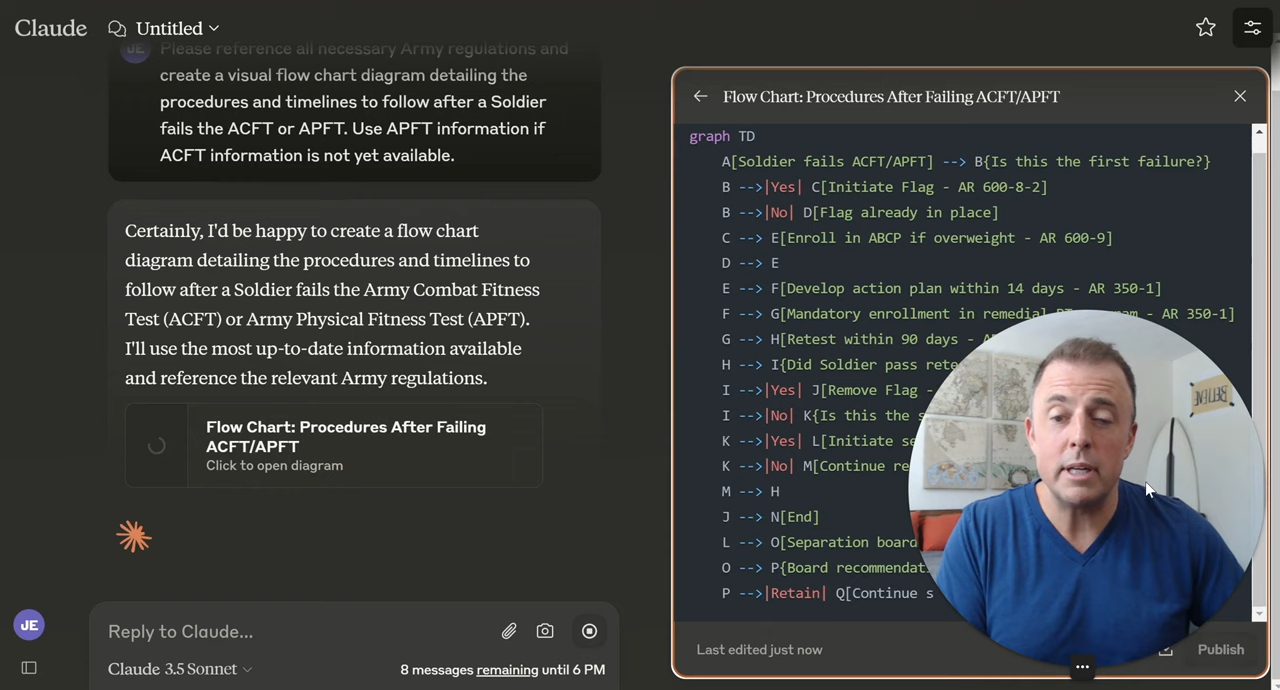 Claude
Untitled
JE
Please reference all necessary Army regulations and
create a visual flow chart diagram detailing the
procedures and timelines to follow after a Soldier
fails the ACFT or APFT. Use APFT information if
ACFT information is not yet available.
Certainly, I'd be happy to create a flow chart
diagram detailing the procedures and timelines to
follow after a Soldier fails the Army Combat Fitness
Test (ACFT) or Army Physical Fitness Test (APFT).
I'll use the most up-to-date information available
and reference the relevant Army regulations.
Flow Chart: Procedures After Failing
ACFT/APFT
Click to open diagram
JE
Reply to Claude...
Claude 3.5 Sonnet
8 messages remaining until 6 PM
Flow Chart: Procedures After Failing ACFT/APFT
graph TD
A[Soldier fails ACFT/APFT] --> B{Is this the first failure?}
B -->|Yes| C[Initiate Flag - AR 600-8-2]
B -->|No| D[Flag already in place]
C --> E[Enroll in ABCP if overweight - AR 600-9]
D --> E
E --> F[Develop action plan within 14 days - AR 350-1]
F --> G[Mandatory enrollment in remedial - AR 350-1]
G --> H[Retest within 90 days -
H --> I{Did Soldier pass
I -->|Yes| J[Remove Flag -
I -->|No| K{Is this the
K -->|Yes| L[Initiate
K -->|No| M[Continue
M --> H
J --> N[End]
L --> O[Separation board
O --> P{Board
P -->|Retain| Q[Continue
BELIEVE
Last edited just now
Publish